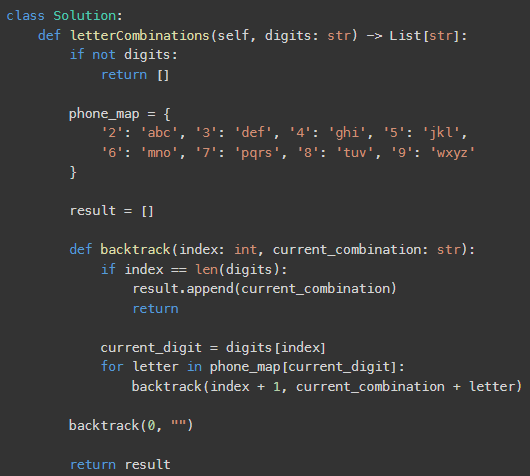 class Solution:
    def letterCombinations(self, digits: str) -> List[str]:
        if not digits:
            return []

        phone_map = {
            '2': 'abc', '3': 'def', '4': 'ghi', '5': 'jkl',
            '6': 'mno', '7': 'pqrs', '8': 'tuv', '9': 'wxyz'
        }

        result = []

        def backtrack(index: int, current_combination: str):
            if index == len(digits):
                result.append(current_combination)
                return

            current_digit = digits[index]
            for letter in phone_map[current_digit]:
                backtrack(index + 1, current_combination + letter)

        backtrack(0, "")

        return result